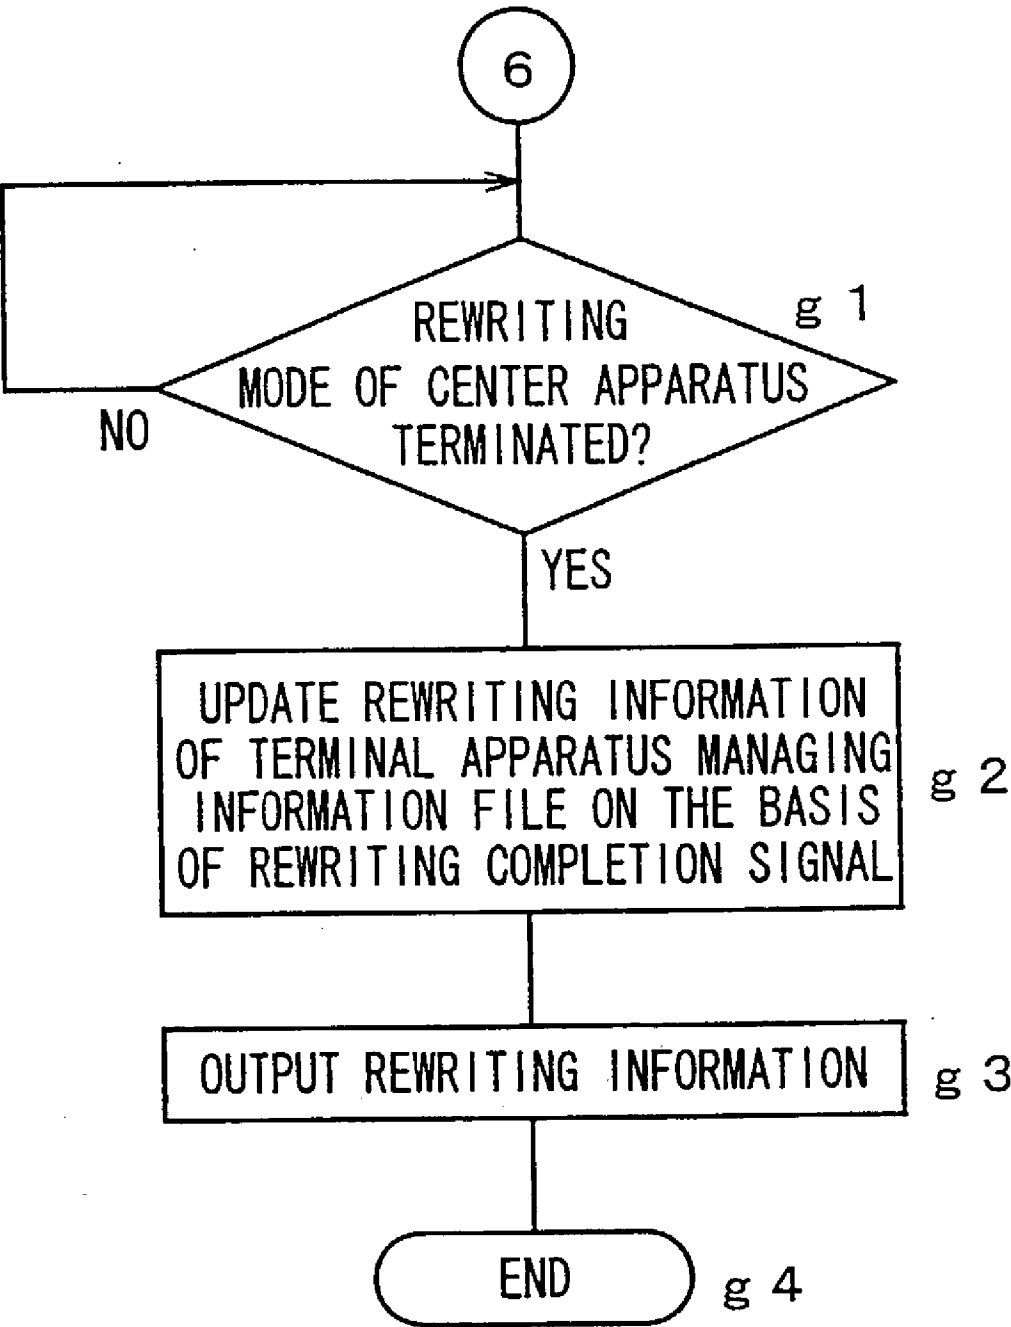 6
REWRITING
MODE OF CENTER APPARATUS
TERMINATED?
g 1
NO
YES
UPDATE REWRITING INFORMATION
OF TERMINAL APPARATUS MANAGING
INFORMATION FILE ON THE BASIS
OF REWRITING COMPLETION SIGNAL
g 2
OUTPUT REWRITING INFORMATION
g 3
END
g 4